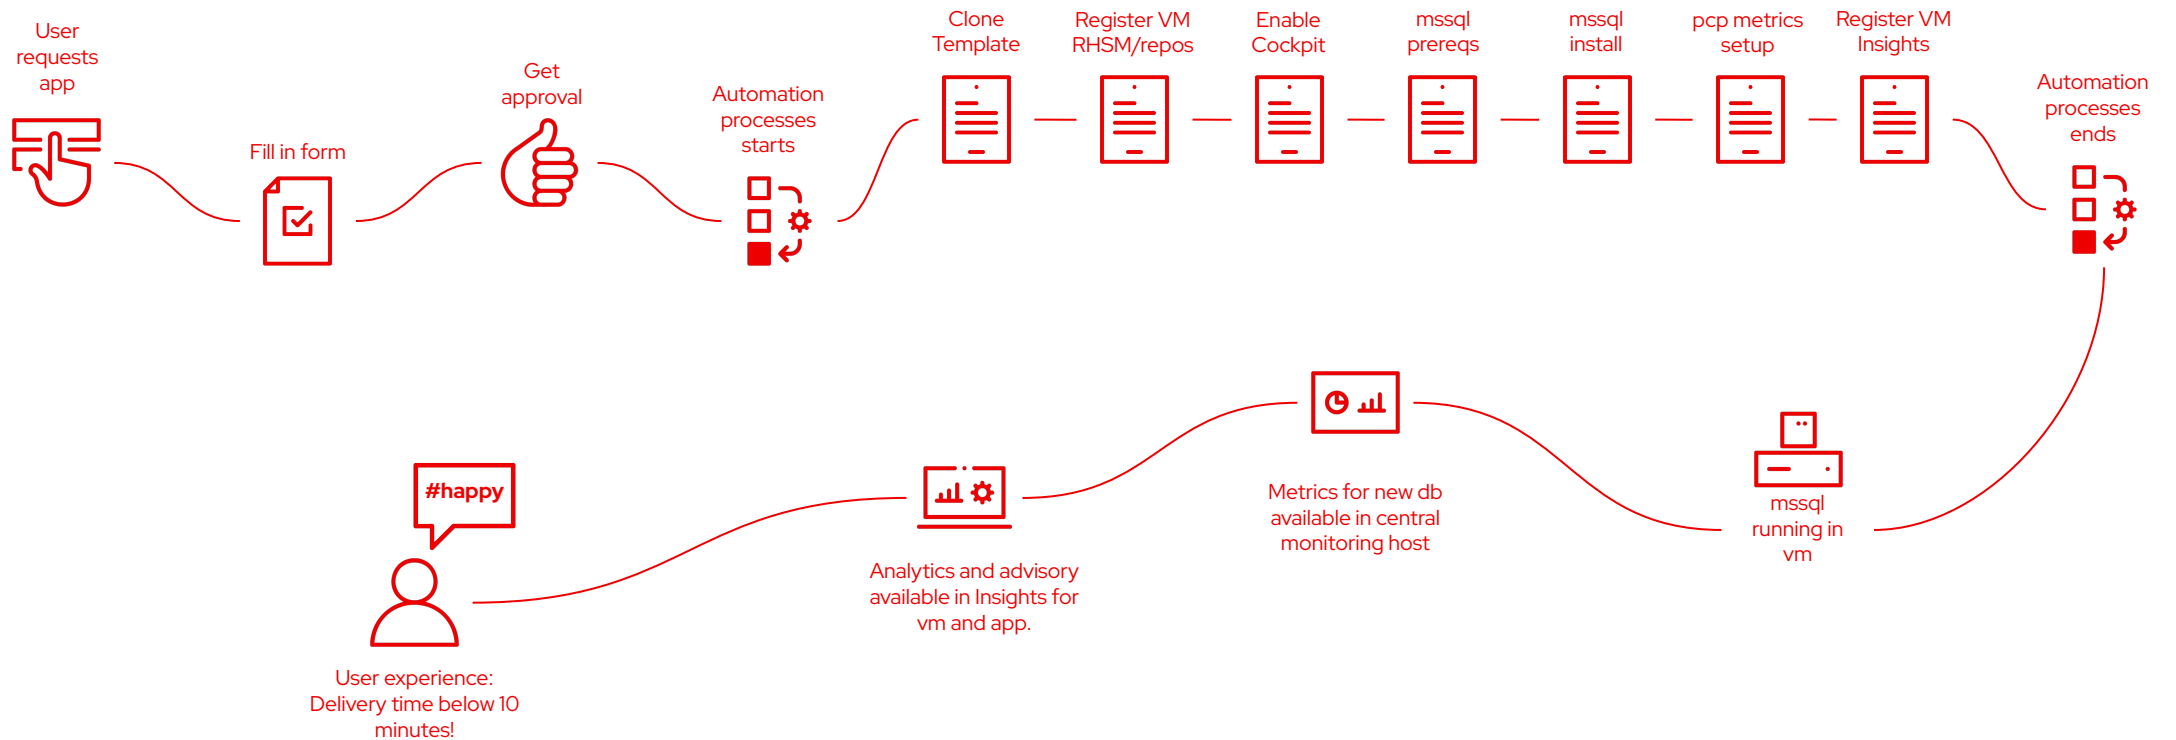 User
requests
app
Fill in form
Get
approval
Automation
processes
starts
Clone
Template
Register VM
RHSM/repos
Enable
Cockpit
mssql
prereqs
mssql
install
pcp metrics
setup
Register VM
Insights
Automation
processes
ends
mssql
running in
vm
Metrics for new db
available in central
monitoring host
Analytics and advisory
available in Insights for
vm and app.
#happy
User experience:
Delivery time below 10
minutes!